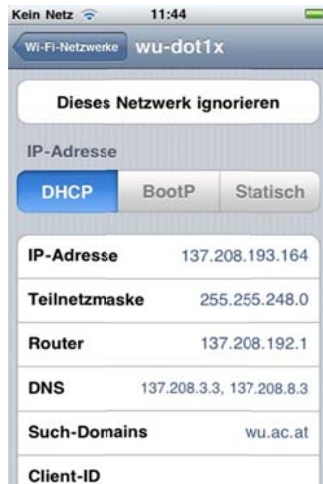 Kein Netz 11:44
Wi-Fi-Netzwerke wu-dot1x
Dieses Netzwerk ignorieren
IP-Adresse
DHCP BootP Statisch
IP-Adresse 137.208.193.164
Teilnetzmaske 255.255.248.0
Router 137.208.192.1
DNS 137.208.3.3, 137.208.8.3
Such-Domains wu.ac.at
Client-ID